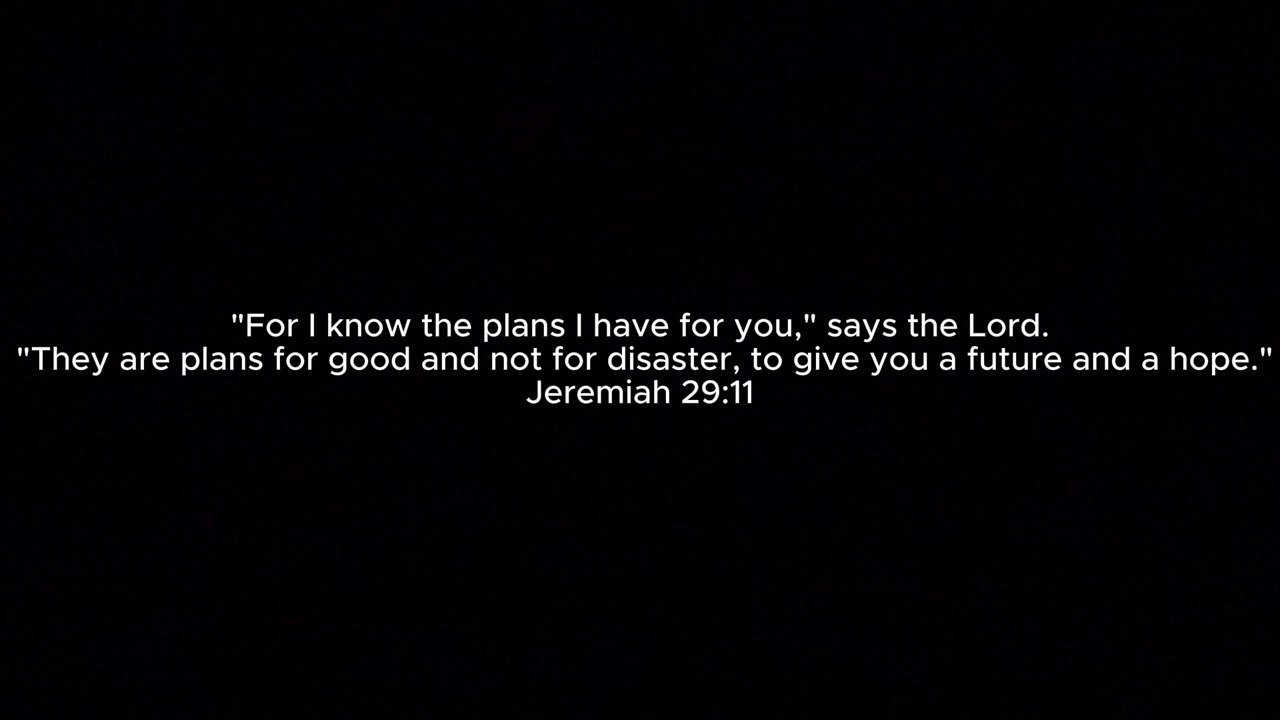 "For I know the plans I have for you," says the Lord.
"They are plans for good and not for disaster, to give you a future and a hope."
Jeremiah 29:11